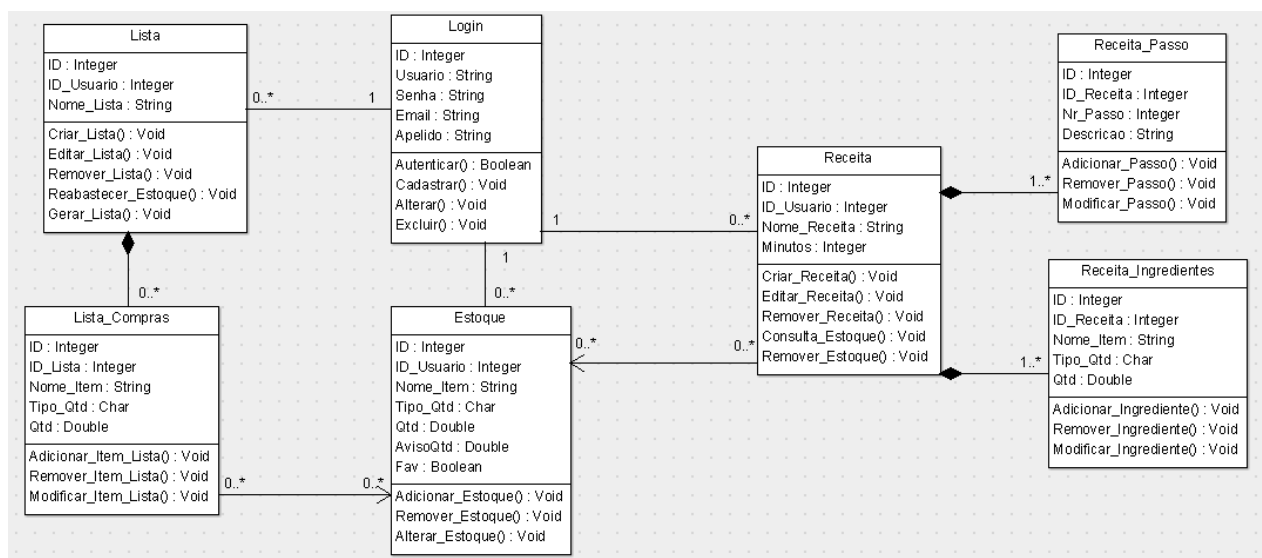 Lista
ID : Integer
ID_Usuario : Integer
Nome_Lista : String
Criar_Lista() : Void
Editar_Lista() : Void
Remover_Lista() : Void
Reabastecer_Estoque() : Void
Gerar_Lista() : Void
0..*
1
Login
ID : Integer
Usuario : String
Senha : String
Email : String
Apelido : String
Autenticar() : Boolean
Cadastrar() : Void
Alterar() : Void
Excluir() : Void
1
0..*
1
0..*
0..*
Lista_Compras
ID : Integer
ID_Lista : Integer
Nome_Item : String
Tipo_Qtd : Char
Qtd : Double
Adicionar_Item_Lista() : Void
Remover_Item_Lista() : Void
Modificar_Item_Lista() : Void
0..*
0..*
Estoque
ID : Integer
ID_Usuario : Integer
Nome_Item : String
Tipo_Qtd : Char
Qtd : Double
AvisoQtd : Double
Fav : Boolean
Adicionar_Estoque() : Void
Remover_Estoque() : Void
Alterar_Estoque() : Void
0..*
0..*
Receita
ID : Integer
ID_Usuario : Integer
Nome_Receita : String
Minutos : Integer
Criar_Receita() : Void
Editar_Receita() : Void
Remover_Receita() : Void
Consulta_Estoque() : Void
Remover_Estoque() : Void
1..*
Receita_Passo
ID : Integer
ID_Receita : Integer
Nr_Passo : Integer
Descricao : String
Adicionar_Passo() : Void
Remover_Passo() : Void
Modificar_Passo() : Void
1..*
Receita_Ingredientes
ID : Integer
ID_Receita : Integer
Nome_Item : String
Tipo_Qtd : Char
Qtd : Double
Adicionar_Ingrediente() : Void
Remover_Ingrediente() : Void
Modificar_Ingrediente() : Void